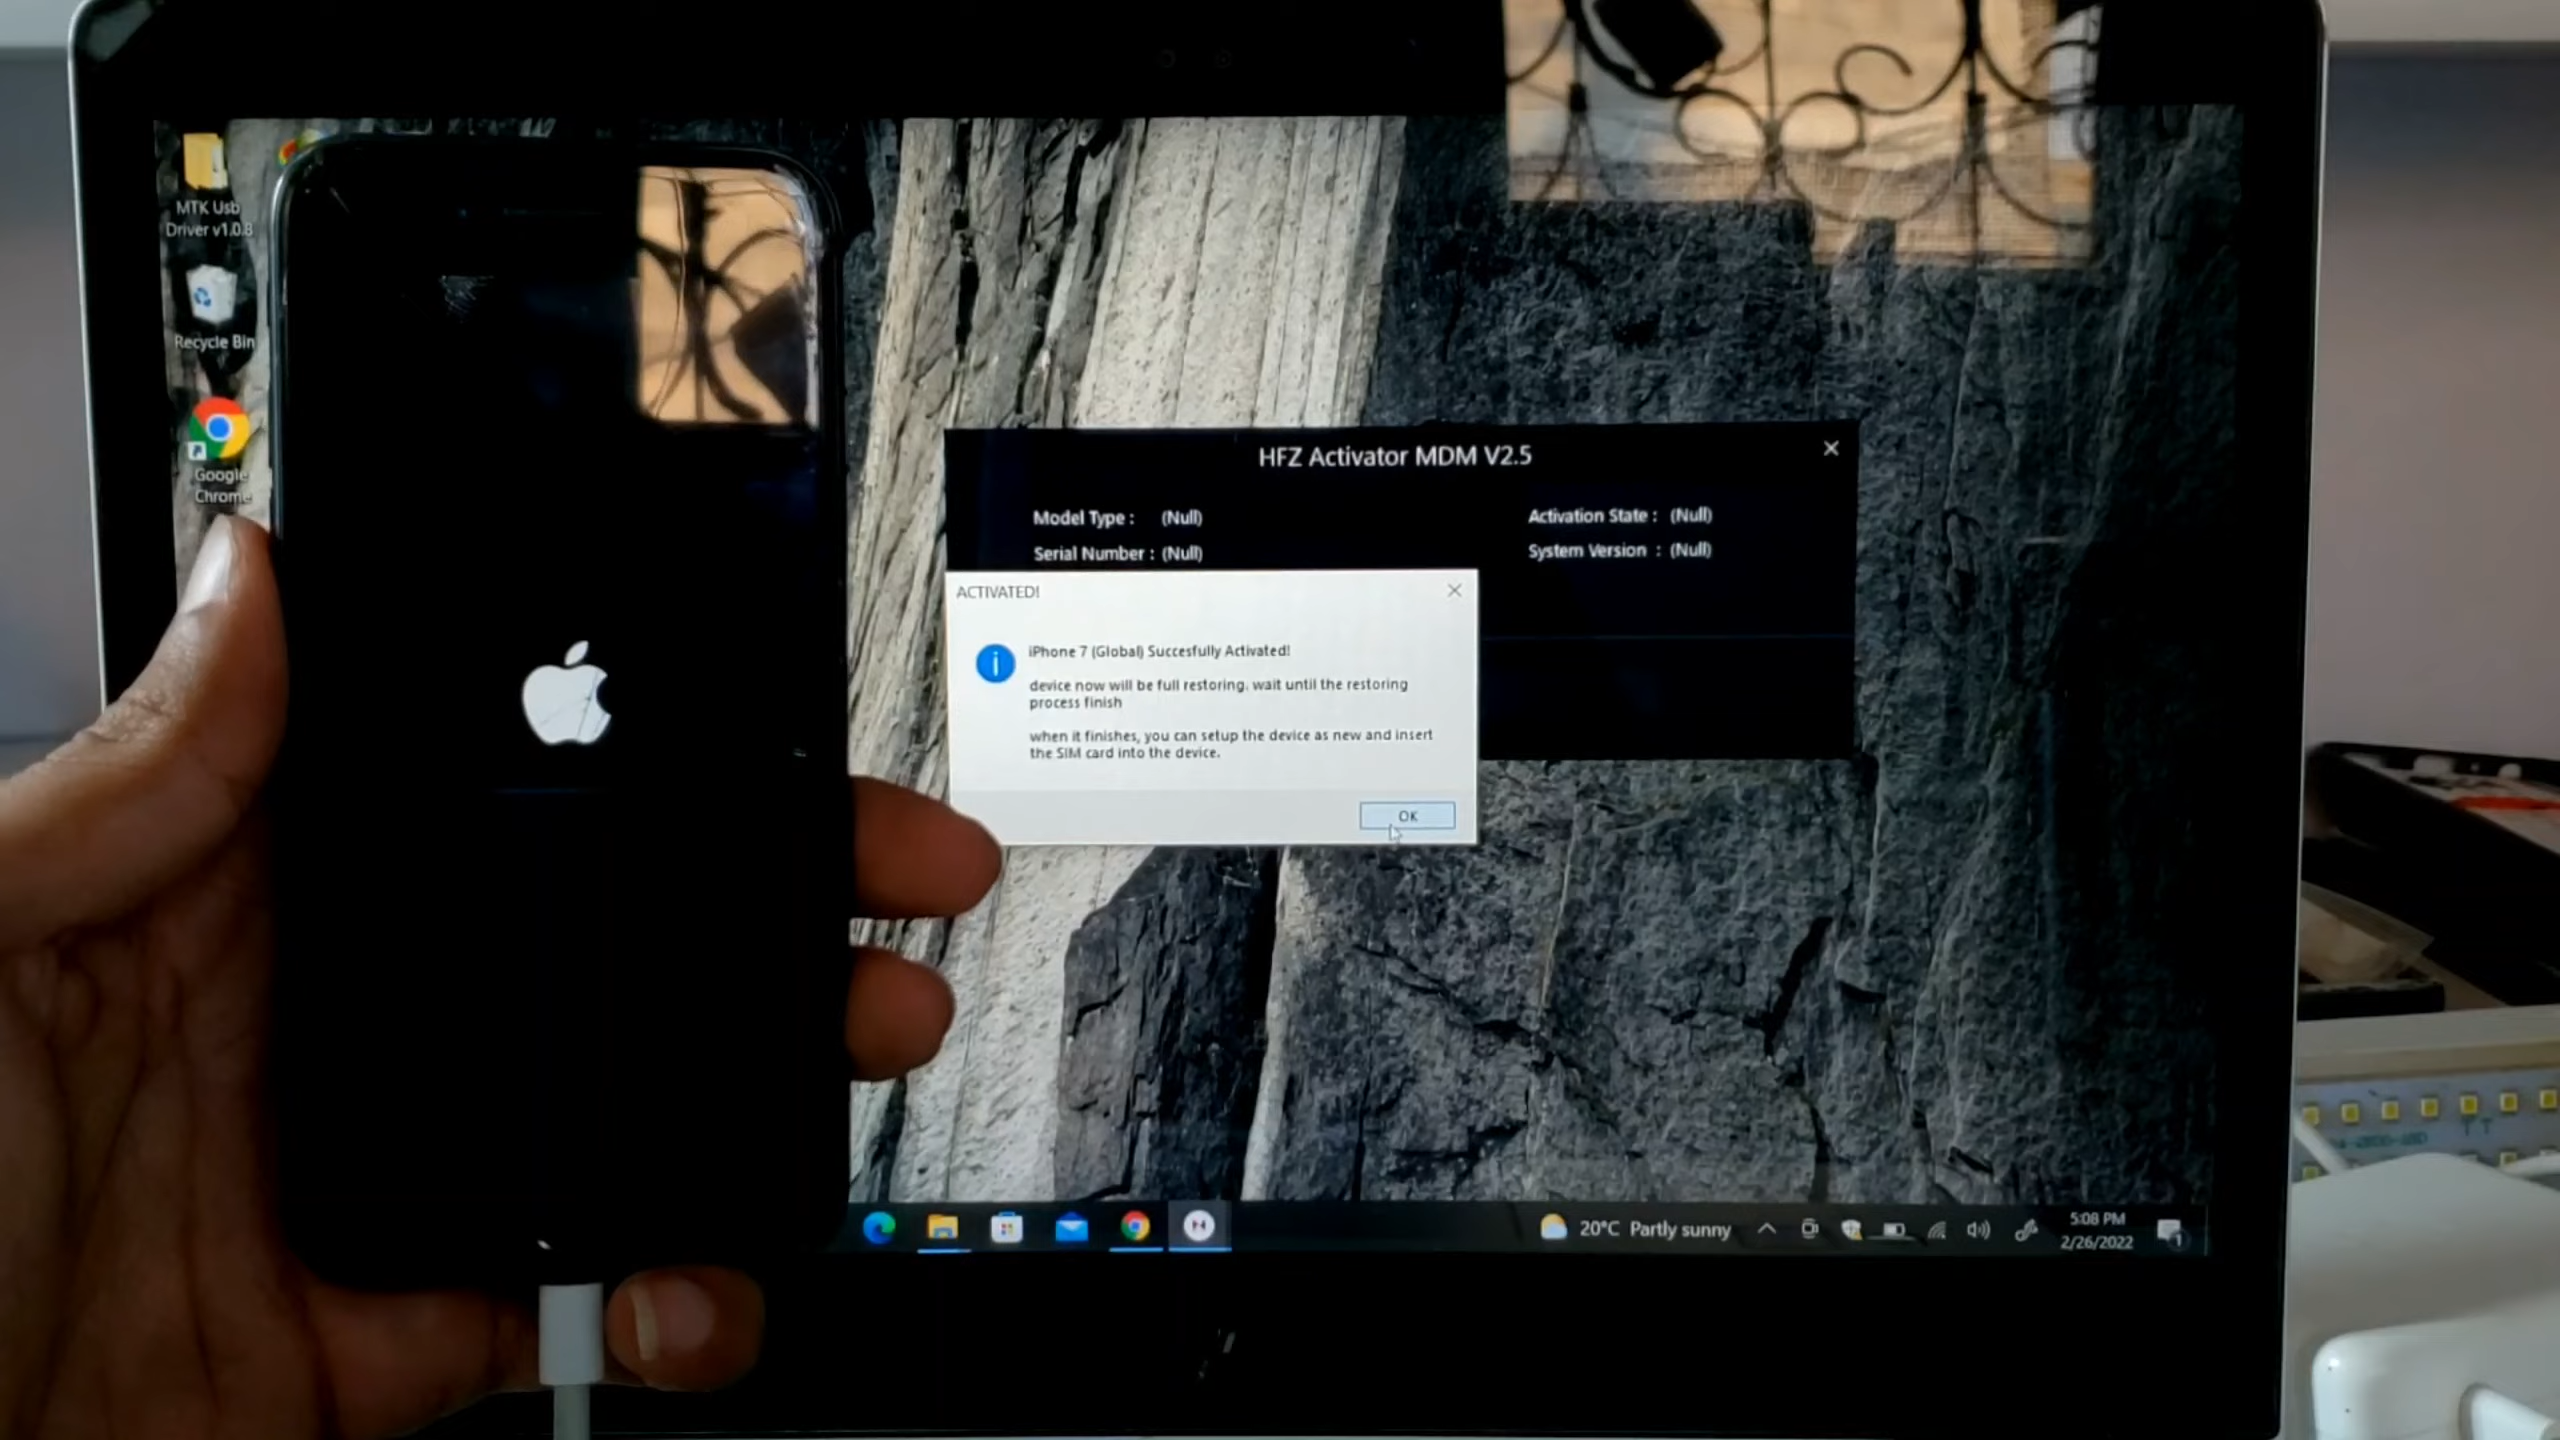 MTK Usb
Driver v1.0.8
Recycle Bin
Google
Chrome
HFZ Activator MDM V2.5
Model Type : (Null)
Activation State : (Null)
Serial Number : (Null)
System Version : (Null)
ACTIVATED!
iPhone 7 (Global) Succesfully Activated!
device now will be full restoring, wait until the restoring
process finish
when it finishes, you can setup the device as new and insert
the SIM card into the device.
OK
20°C Partly sunny
5:08 PM
2/26/2022
1